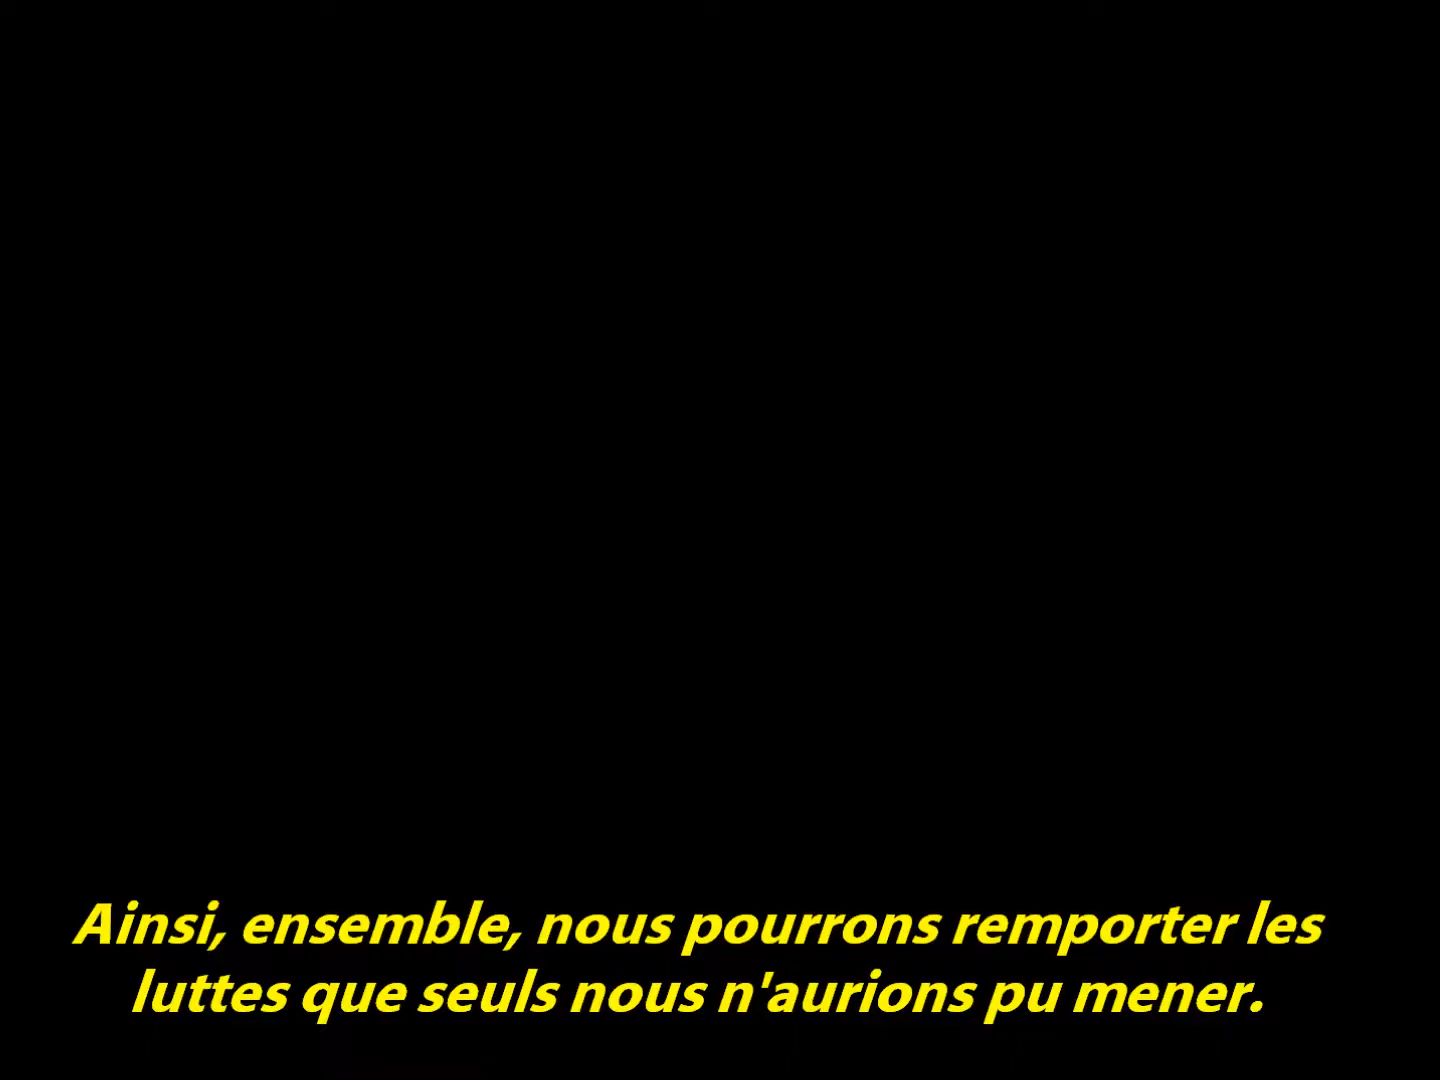 Ainsi, ensemble, nous pourrons remporter les
luttes que seuls nous n'aurions pu mener.